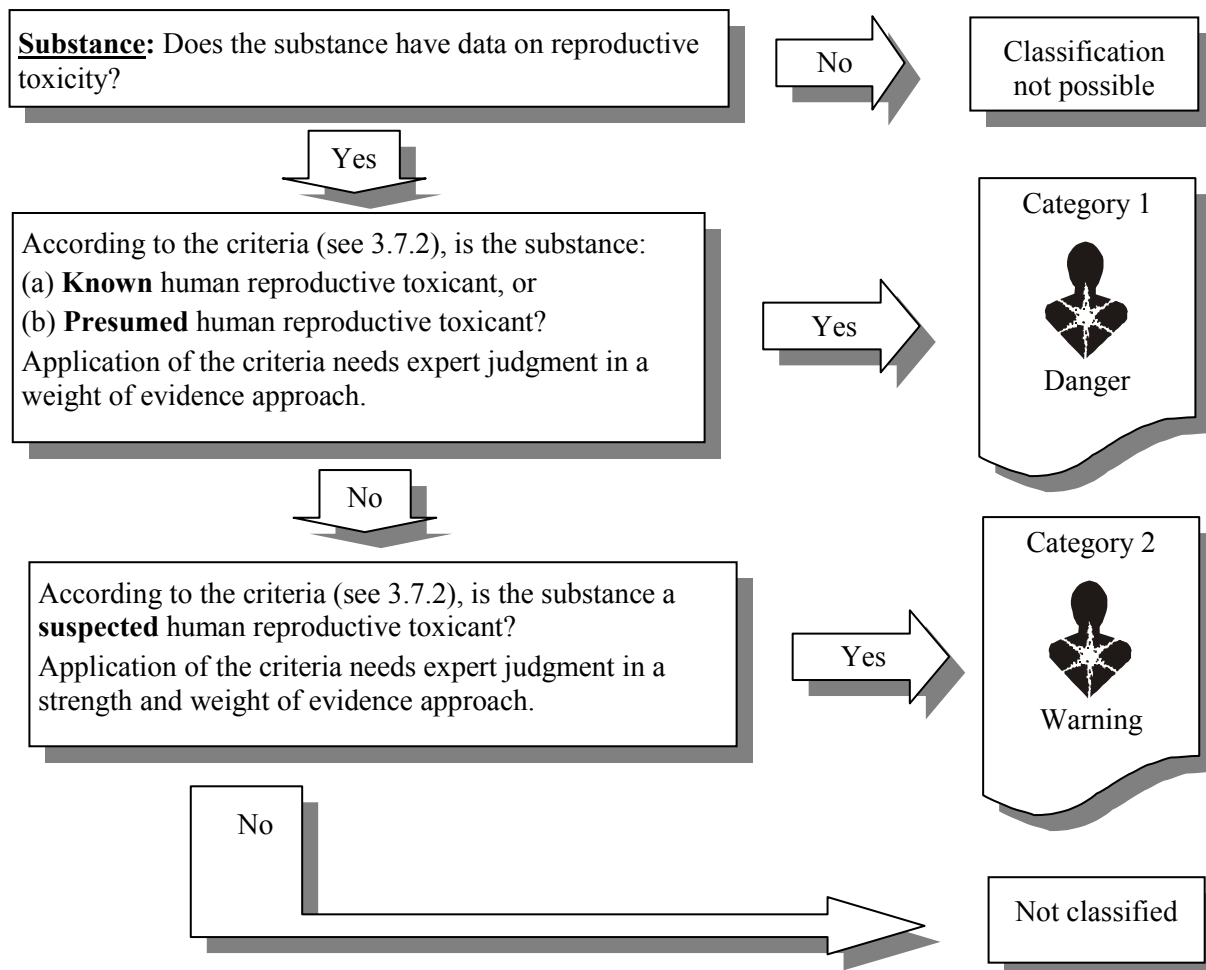 Substance: Does the substance have data on reproductive
toxicity?
No
Classification
not possible
Yes
According to the criteria (see 3.7.2), is the substance:
(a) Known human reproductive toxicant, or
(b) Presumed human reproductive toxicant?
Application of the criteria needs expert judgment in a
weight of evidence approach.
Yes
Category 1
Danger
No
According to the criteria (see 3.7.2), is the substance a
suspected human reproductive toxicant?
Application of the criteria needs expert judgment in a
strength and weight of evidence approach.
Yes
Category 2
Warning
No
Not classified